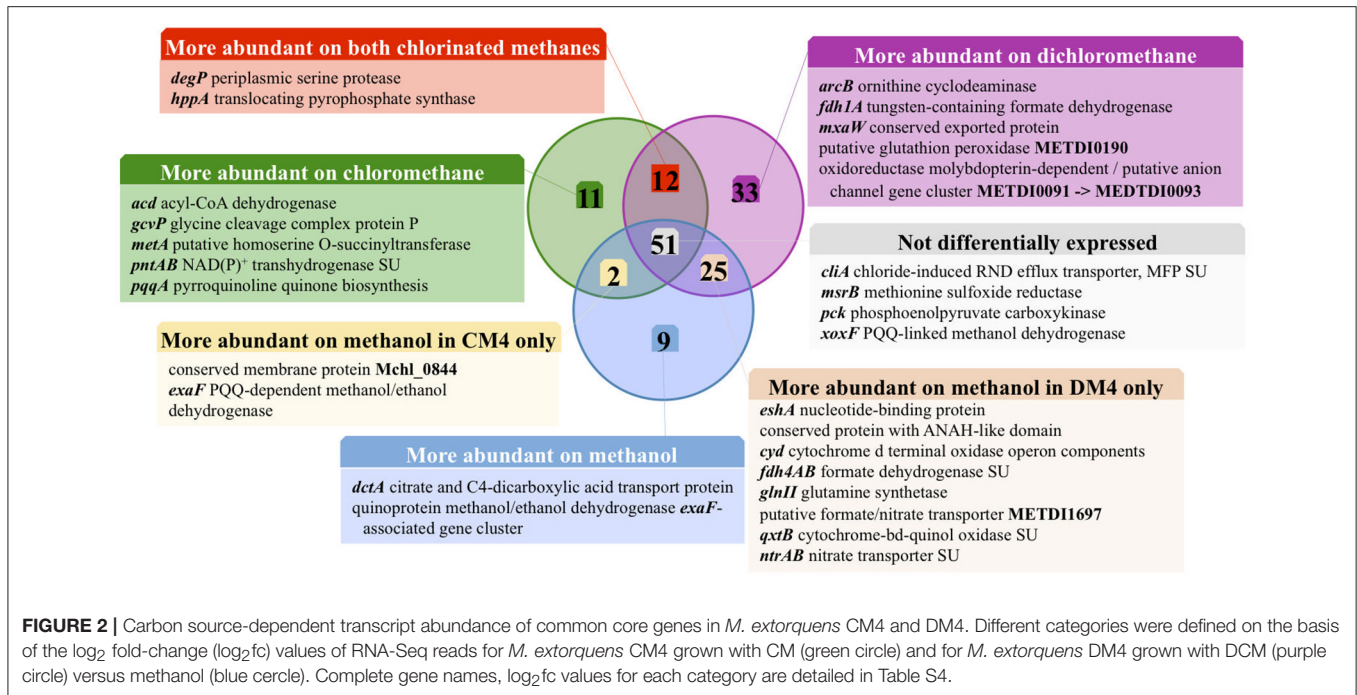 More abundant on both chlorinated methanes
degP periplasmic serine protease
hppA translocating pyrophosphate synthase
More abundant on dichloromethane
arcB ornithine cyclodeaminase
fdh1A tungsten-containing formate dehydrogenase
mxaW conserved exported protein
putative glutathion peroxidase METDI0190
oxidoreductase molybdopterin-dependent / putative anion
channel gene cluster METDI0091 -> MEDTDI0093
More abundant on chloromethane
acd acyl-CoA dehydrogenase
gcvP glycine cleavage complex protein P
metA putative homoserine O-succinyltransferase
pntAB NAD(P)+ transhydrogenase SU
pqqA pyrroquinoline quinone biosynthesis
11
12
33
51
2
25
9
Not differentially expressed
cliA chloride-induced RND efflux transporter, MFP SU
msrB methionine sulfoxide reductase
pck phosphoenolpyruvate carboxykinase
xoxF PQQ-linked methanol dehydrogenase
More abundant on methanol in CM4 only
conserved membrane protein Mchl_0844
exaF PQQ-dependent methanol/ethanol
dehydrogenase
More abundant on methanol in DM4 only
eshA nucleotide-binding protein
conserved protein with ANAH-like domain
cyd cytochrome d terminal oxidase operon components
fdh4AB formate dehydrogenase SU
glnII glutamine synthetase
putative formate/nitrate transporter METDI1697
qxtB cytochrome-bd-quinol oxidase SU
ntrAB nitrate transporter SU
More abundant on methanol
dctA citrate and C4-dicarboxylic acid transport protein
quinoprotein methanol/ethanol dehydrogenase exaF-
associated gene cluster
FIGURE 2 | Carbon source-dependent transcript abundance of common core genes in M. extorquens CM4 and DM4. Different categories were defined on the basis
of the log2 fold-change (log2fc) values of RNA-Seq reads for M. extorquens CM4 grown with CM (green circle) and for M. extorquens DM4 grown with DCM (purple
circle) versus methanol (blue cercle). Complete gene names, log2fc values for each category are detailed in Table S4.